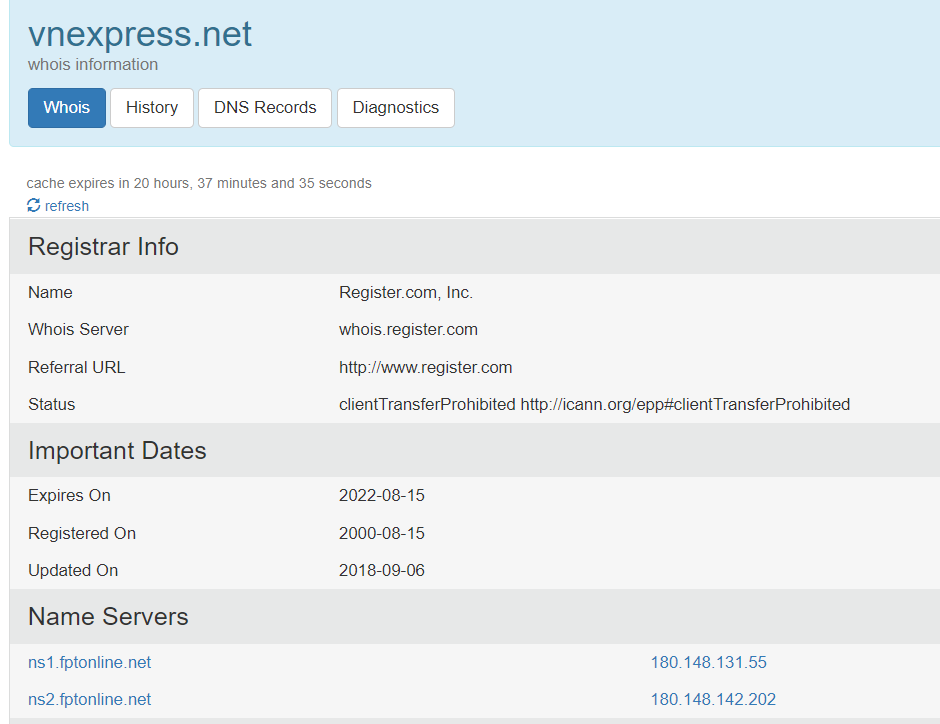 vnexpress.net
whois information
Whois History DNS Records Diagnostics
cache expires in 20 hours, 37 minutes and 35 seconds
refresh
Registrar Info
Name Register.com, Inc.
Whois Server whois.register.com
Referral URL http://www.register.com
Status clientTransferProhibited http://icann.org/epp#clientTransferProhibited
Important Dates
Expires On 2022-08-15
Registered On 2000-08-15
Updated On 2018-09-06
Name Servers
ns1.fptonline.net 180.148.131.55
ns2.fptonline.net 180.148.142.202